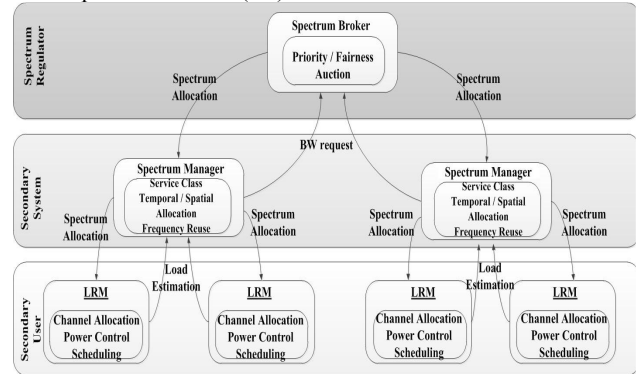 Spectrum
Regulator
Spectrum Broker
Priority / Fairness
Auction
Spectrum
Allocation
Spectrum
Allocation
BW request
Secondary
System
Spectrum Manager
Service Class
Temporal / Spatial
Allocation
Frequency Reuse
Spectrum Manager
Service Class
Temporal / Spatial
Allocation
Frequency Reuse
Spectrum
Allocation
Spectrum
Allocation
Spectrum
Allocation
Spectrum
Allocation
Load
Estimation
Load
Estimation
Secondary
User
LRM
Channel Allocation
Power Control
Scheduling
LRM
Channel Allocation
Power Control
Scheduling
LRM
Channel Allocation
Power Control
Scheduling
LRM
Channel Allocation
Power Control
Scheduling